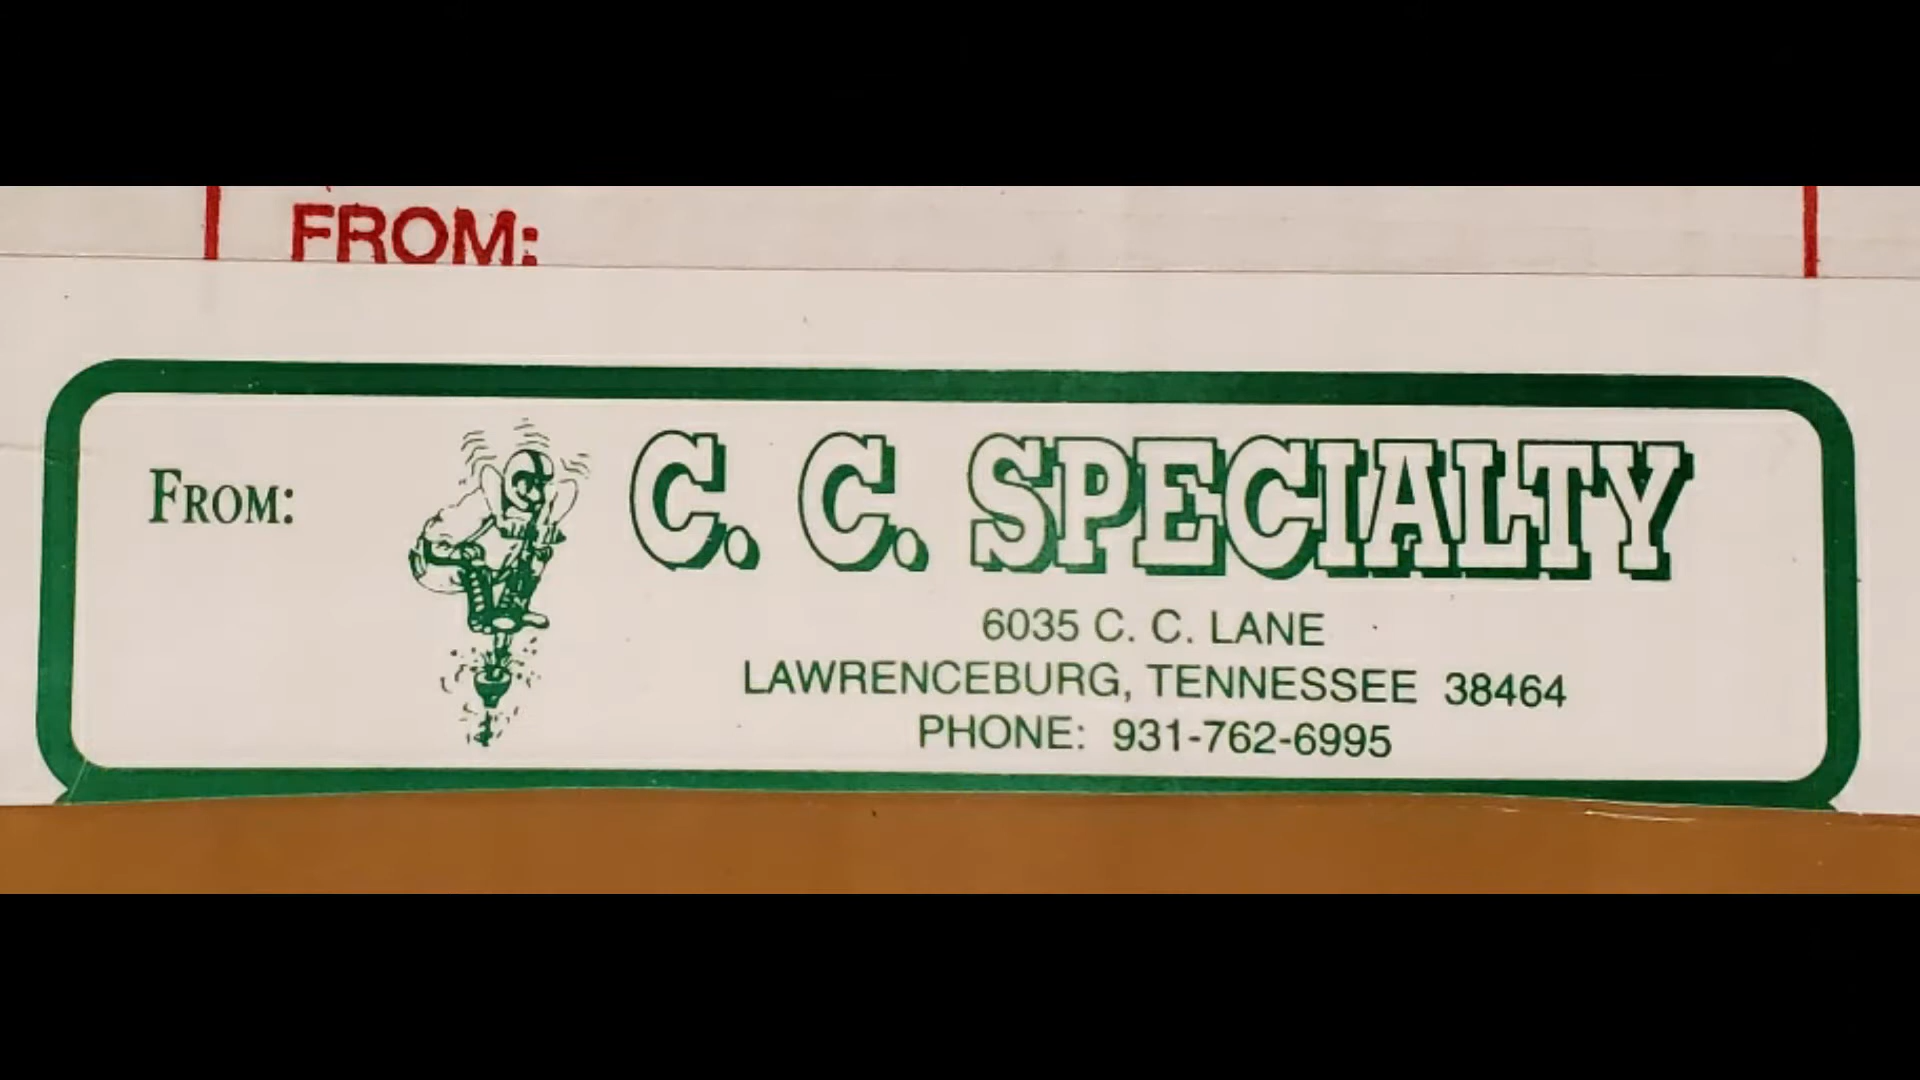 FROM:
FROM:
C. C. SPECIALTY
6035 C. C. LANE
LAWRENCEBURG, TENNESSEE 38464
PHONE: 931-762-6995